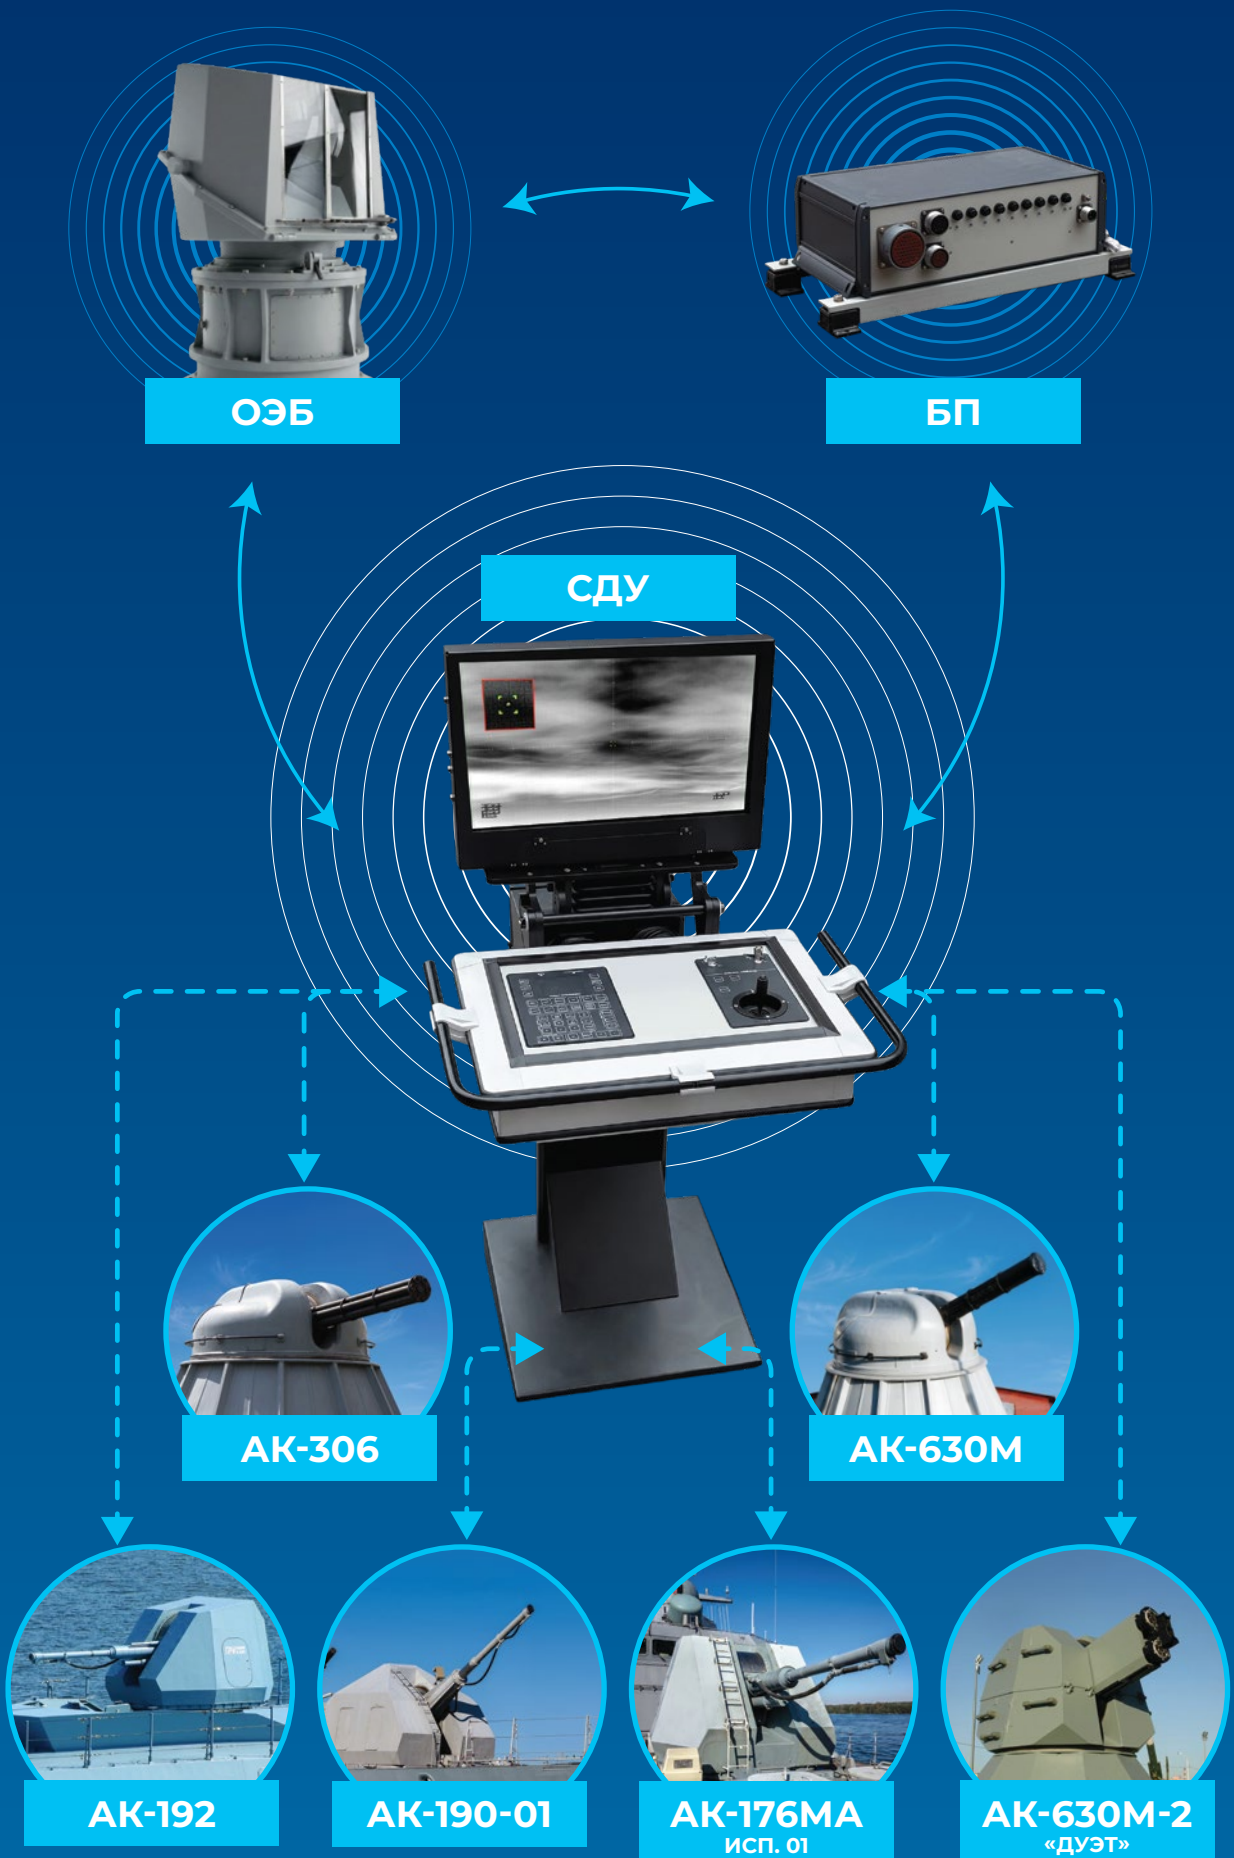 ОЭБ
БП
СДУ
АК-306
АК-630М
АК-192
АК-190-01
АК-176МА
ИСП. 01
АК-630М-2
«ДУЭТ»